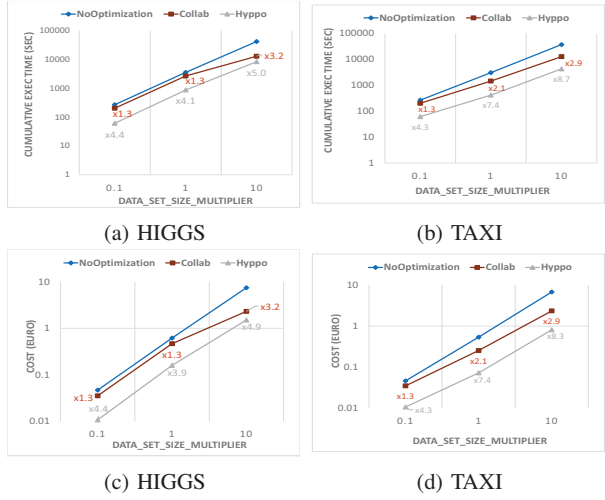 NoOptimization Collab Hyppo
CUMULATIVE EXEC TIME (SEC)
100000
10000
1000
100
10
1
x1.3
x4.4
x1.3
x4.1
x3.2
x5.0
0.1 1 10
DATA_SET_SIZE_MULTIPLIER
(a) HIGGS
NoOptimization Collab Hyppo
CUMULATIVE EXEC TIME (SEC)
100000
10000
1000
100
10
1
x1.3
x4.3
x2.1
x7.4
x2.9
x8.7
0.1 1 10
DATA_SET_SIZE_MULTIPLIER
(b) TAXI
NoOptimization Collab Hyppo
COST (EURO)
10
1
0.1
0.01
x1.3
x4.4
x1.3
x3.9
x3.2
x4.9
0.1 1 10
DATA_SET_SIZE_MULTIPLIER
(c) HIGGS
NoOptimization Collab Hyppo
COST (EURO)
10
1
0.1
0.01
x1.3
x4.3
x2.1
x7.4
x2.9
x8.3
0.1 1 10
DATA_SET_SIZE_MULTIPLIER
(d) TAXI